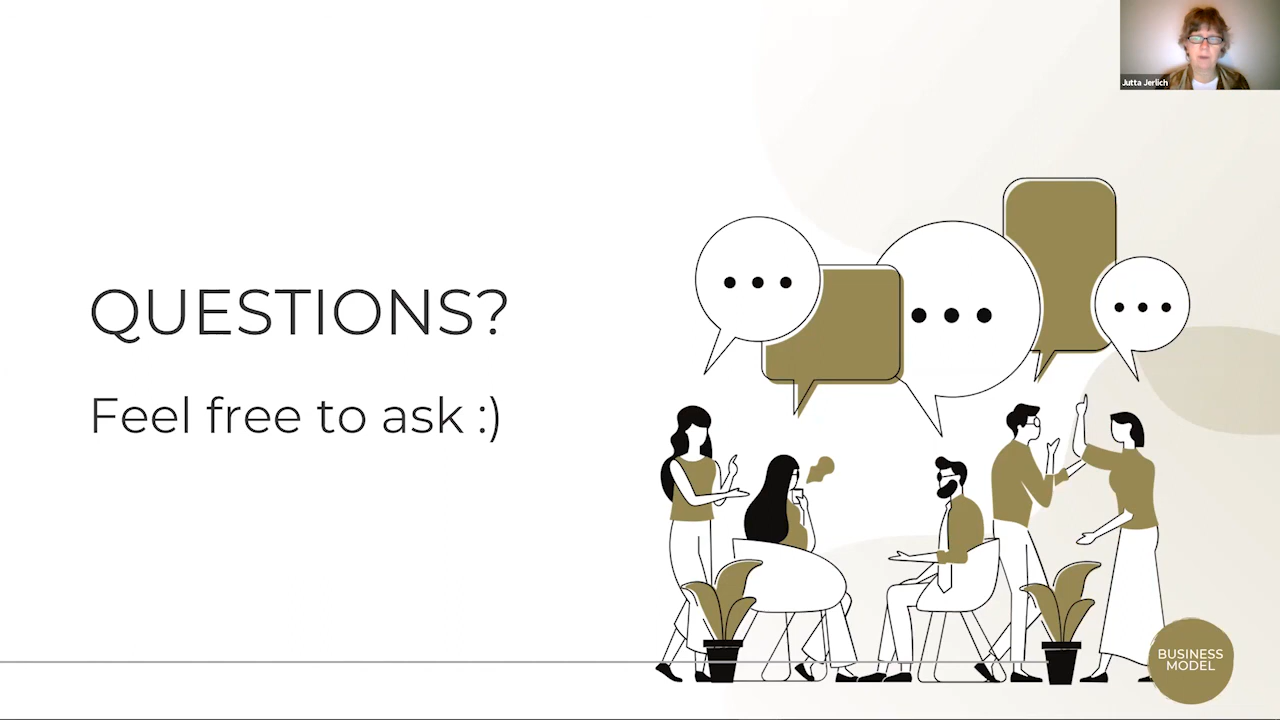 Jutta Jerlich
QUESTIONS?
Feel free to ask :)
BUSINESS
MODEL